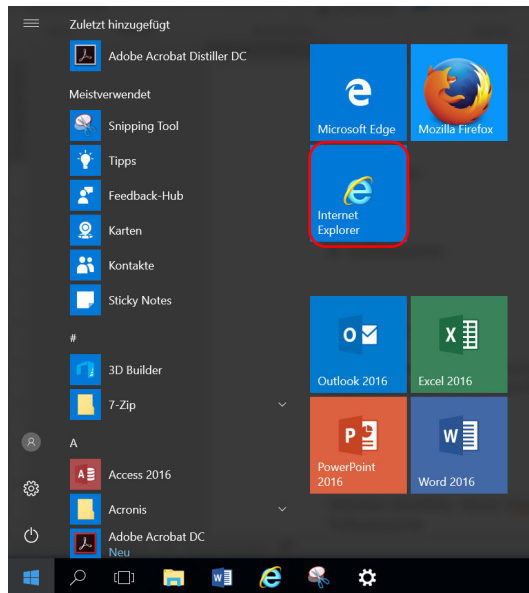 Zuletzt hinzugefügt
Adobe Acrobat Distiller DC
Meistverwendet
Snipping Tool
Tipps
Feedback-Hub
Karten
Kontakte
Sticky Notes
#
3D Builder
7-Zip
A
Access 2016
Acronis
Adobe Acrobat DC
Neu
Microsoft Edge
Mozilla Firefox
Internet
Explorer
Outlook 2016
Excel 2016
PowerPoint
2016
Word 2016